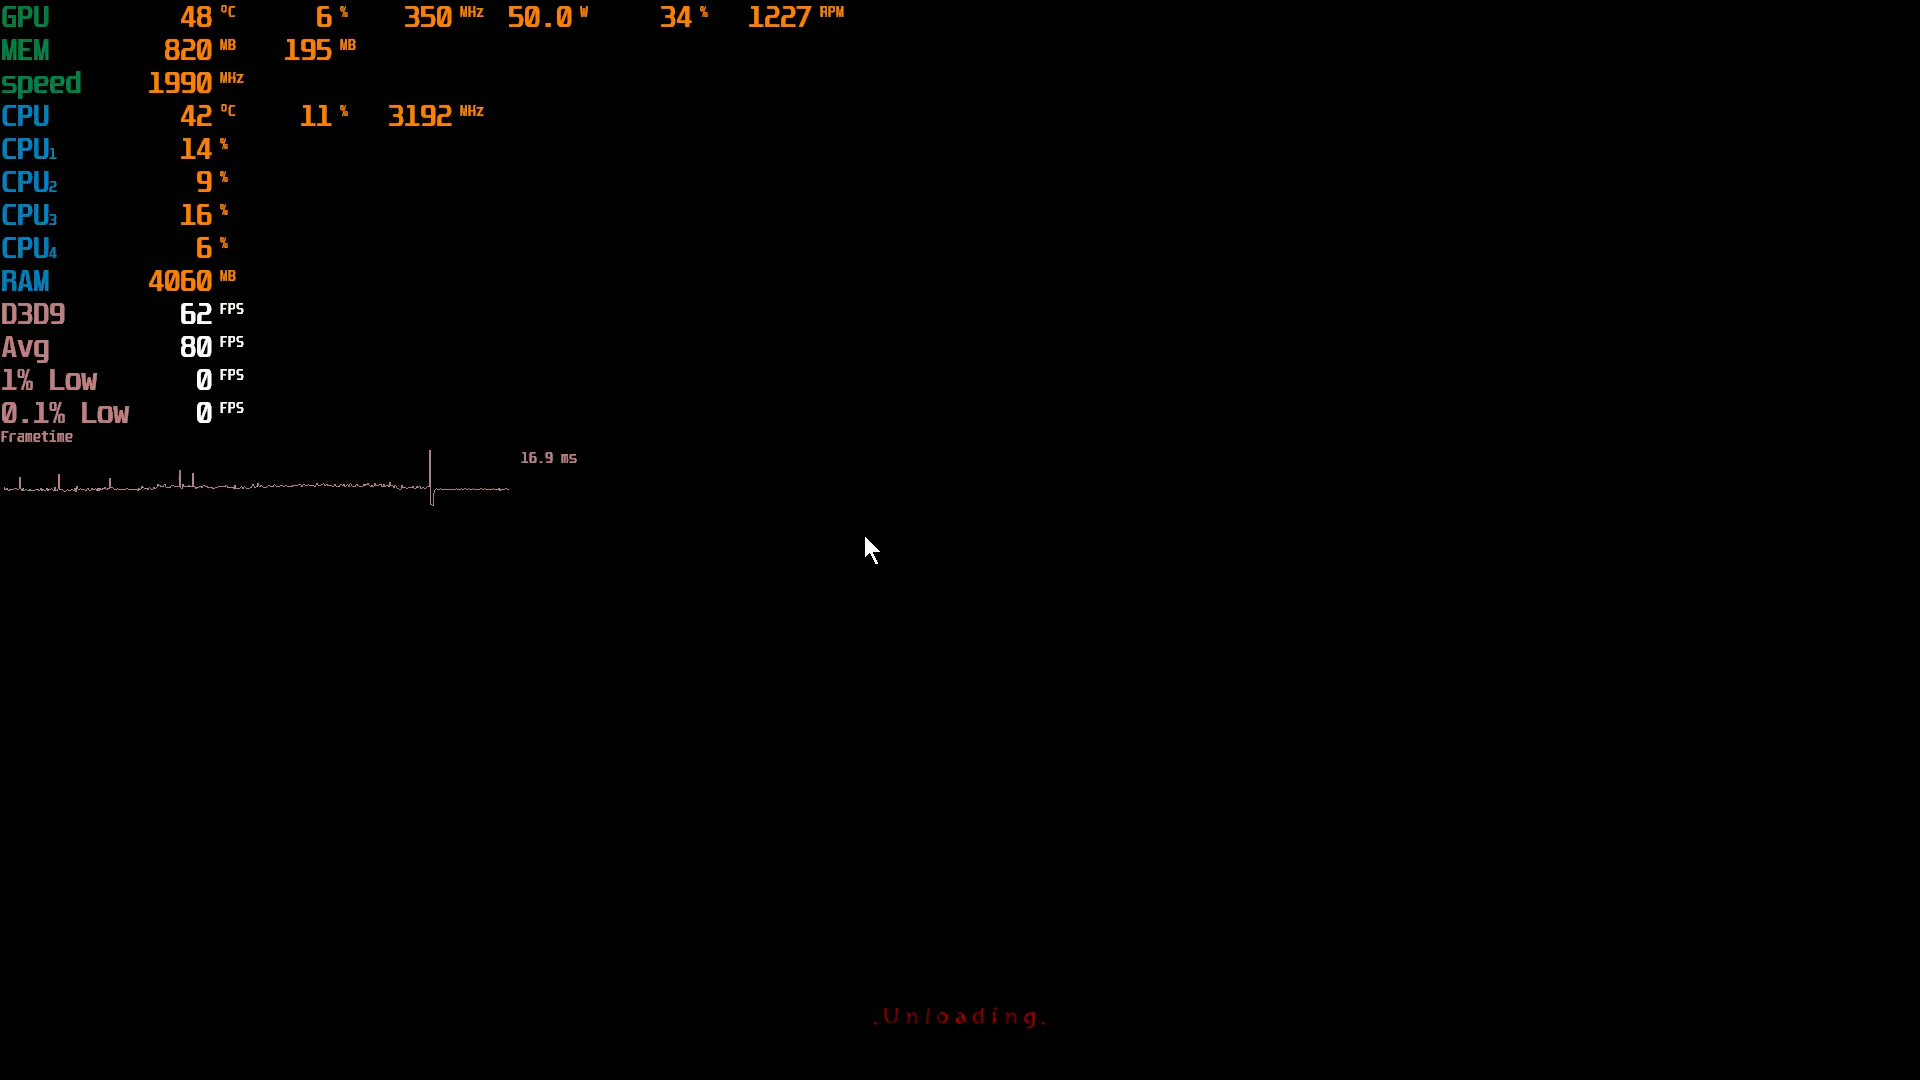 GPU 48 °C 6 % 350 MHz 50.0 W 34 % 1227 RPM
MEM 820 MB 195 MB
speed 1990 MHz
CPU 42 °C 11 % 3192 MHz
CPU1 14 %
CPU2 9 %
CPU3 16 %
CPU4 6 %
RAM 4060 MB
D3D9 62 FPS
Avg 80 FPS
1% Low 0 FPS
0.1% Low 0 FPS
Frametime
16.9 ms
.Unloading.